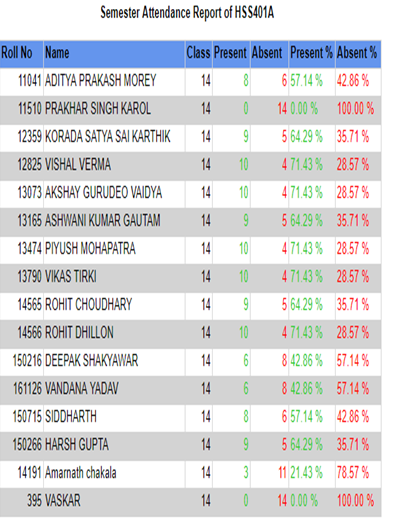 Semester Attendance Report of HSS401A
Roll No Name Class Present Absent Present % Absent %
11041 ADITYA PRAKASH MOREY 14 8 6 57.14 % 42.86 %
11510 PRAKHAR SINGH KAROL 14 0 14 0.00 % 100.00 %
12359 KORADA SATYA SAI KARTHIK 14 9 5 64.29 % 35.71 %
12825 VISHAL VERMA 14 10 4 71.43 % 28.57 %
13073 AKSHAY GURUDEO VAIDYA 14 10 4 71.43 % 28.57 %
13165 ASHWANI KUMAR GAUTAM 14 9 5 64.29 % 35.71 %
13474 PIYUSH MOHAPATRA 14 10 4 71.43 % 28.57 %
13790 VIKAS TIRKI 14 10 4 71.43 % 28.57 %
14565 ROHIT CHOUDHARY 14 9 5 64.29 % 35.71 %
14566 ROHIT DHILLON 14 10 4 71.43 % 28.57 %
150216 DEEPAK SHAKYAWAR 14 6 8 42.86 % 57.14 %
161126 VANDANA YADAV 14 6 8 42.86 % 57.14 %
150715 SIDDHARTH 14 8 6 57.14 % 42.86 %
150266 HARSH GUPTA 14 9 5 64.29 % 35.71 %
14191 Amarnath chakala 14 3 11 21.43 % 78.57 %
395 VASKAR 14 0 14 0.00 % 100.00 %